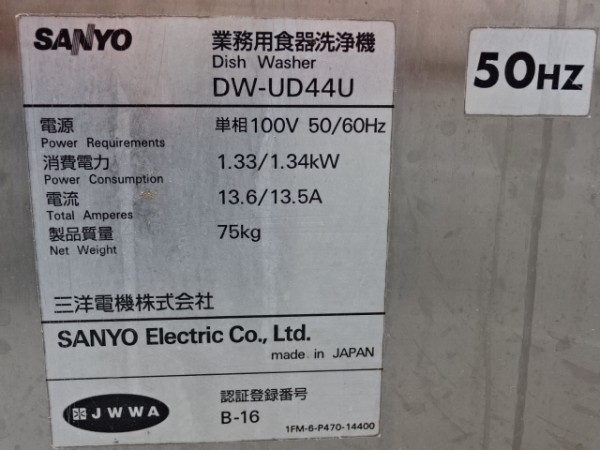 SANYO 業務用食器洗浄機
Dish Washer
DW-UD44U
50HZ
電源 単相100V 50/60Hz
Power Requirements
消費電力 1.33/1.34kW
Power Consumption
電流 13.6/13.5A
Total Amperes
製品質量 75kg
Net Weight
三洋電機株式会社
SANYO Electric Co., Ltd.
made in JAPAN
JWWA 認証登録番号
B-16
1FM-6-P470-14400